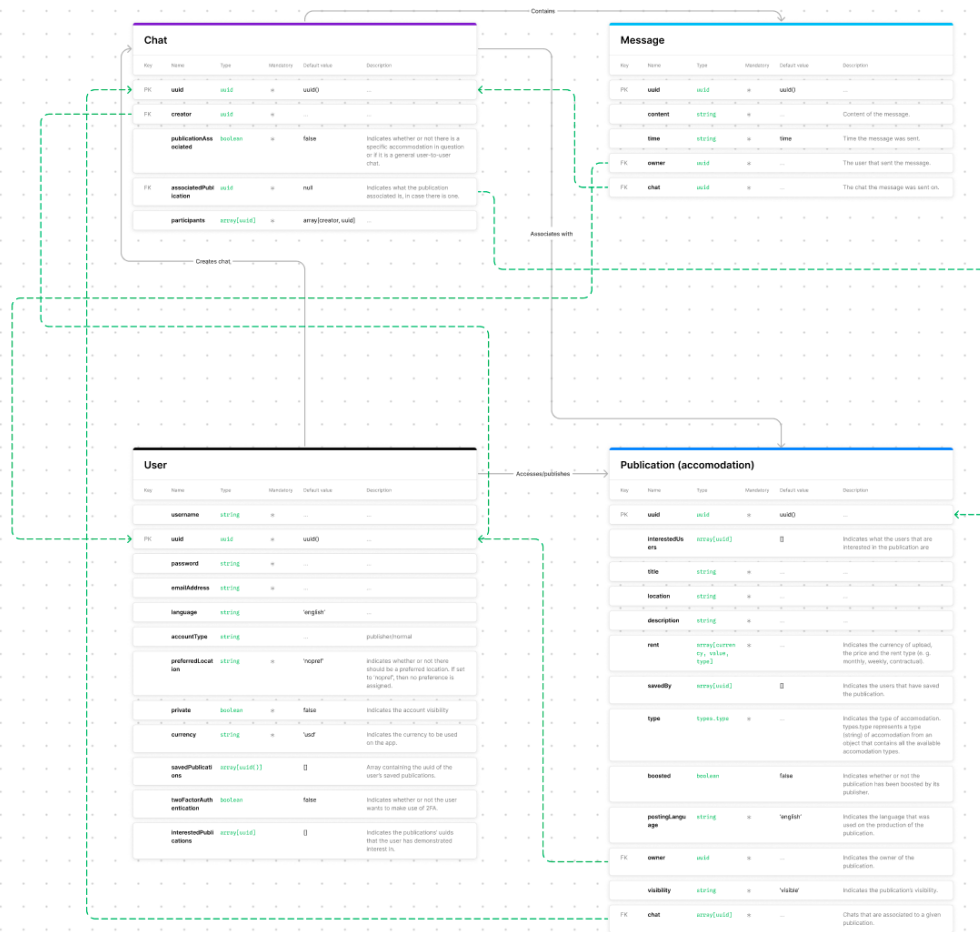 Contains
Chat
Key Name Type Mandatory Default value Description
PK uuid uuid * uuid() ...
FK creator uuid * ... ...
publicationAss boolean * false Indicates whether or not there is a
ociated specific accommodation in question
or if it is a general user-to-user
chat.
FK associatedPubl uuid * null Indicates what the publication
ication associated is, in case there is one.
participants array[uuid] * array[creator, uuid] ...
Message
Key Name Type Mandatory Default value Description
PK uuid uuid * uuid() ...
content string * ... Content of the message.
time string * time Time the message was sent.
FK owner uuid * ... The user that sent the message.
FK chat uuid * ... The chat the message was sent on.
Associates with
Creates chat
User
Key Name Type Mandatory Default value Description
username string * ... ...
PK uuid uuid * uuid() ...
password string * ... ...
emailAddress string * ... ...
language string 'english' ...
accountType string ... publisher/normal
preferredLocat string * 'nopref' Indicates whether or not there
ion should be a preferred location. If set
to 'nopref', then no preference is
assigned.
private boolean * false Indicates the account visibility
currency string * 'usd' Indicates the currency to be used
on the app.
savedPublicati array[uuid()] [] Array containing the uuid of the
ons user's saved publications.
twoFactorAuth boolean false Indicates whether or not the user
entication wants to make use of 2FA.
interestedPubli array[uuid] [] Indicates the publications' uuids
cations that the user has demonstrated
interest in.
Accesses/publishes
Publication (accomodation)
Key Name Type Mandatory Default value Description
PK uuid uuid * uuid() ...
interestedUs array[uuid] [] Indicates what the users that are
ers interested in the publication are
title string * ... ...
location string * ... ...
description string * ... ...
rent array[curren * ... Indicates the currency of upload,
cy, value, the price and the rent type (e. g.
type] monthly, weekly, contractual).
savedBy array[uuid] [] Indicates the users that have saved
the publication.
type types.type * ... Indicates the type of accomodation.
types.type represents a type
(string) of accomodation from an
object that contains all the available
accomodation types.
boosted boolean false Indicates whether or not the
publication has been boosted by its
publisher.
postingLangu string * 'english' Indicates the language that was
age used on the production of the
publication.
FK owner uuid * ... Indicates the owner of the
publication.
visibility string * 'visible' Indicates the publication's visibility.
FK chat array[uuid] * ... Chats that are associated to a given
publication.